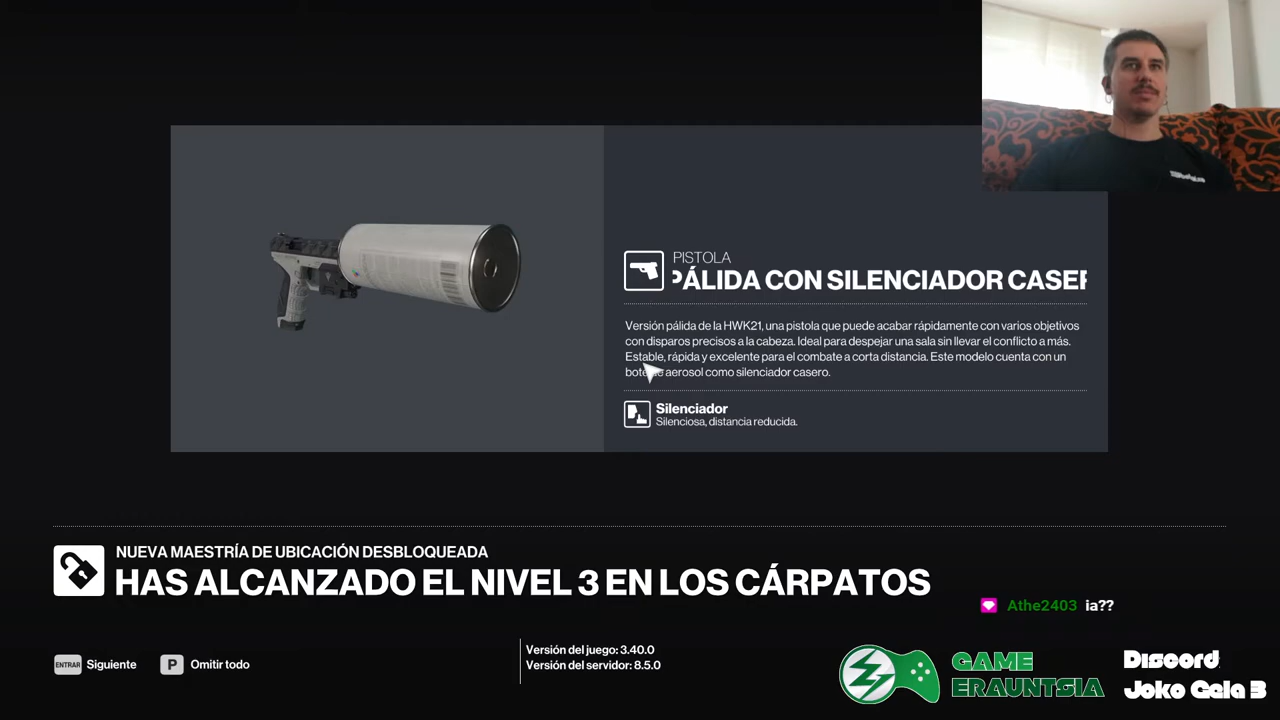 PISTOLA
PÁLIDA CON SILENCIADOR CASER
Versión pálida de la HWK21, una pistola que puede acabar rápidamente con varios objetivos
con disparos precisos a la cabeza. Ideal para despejar una sala sin llevar el conflicto a más.
Estable, rápida y excelente para el combate a corta distancia. Este modelo cuenta con un
bote de aerosol como silenciador casero.
Silenciador
Silenciosa, distancia reducida.
NUEVA MAESTRÍA DE UBICACIÓN DESBLOQUEADA
HAS ALCANZADO EL NIVEL 3 EN LOS CÁRPATOS
Athe2403 ia??
ENTRAR Siguiente
P Omitir todo
Versión del juego: 3.40.0
Versión del servidor: 8.5.0
GAME
ERAUNTSIA
Discord
Joko Gela 3